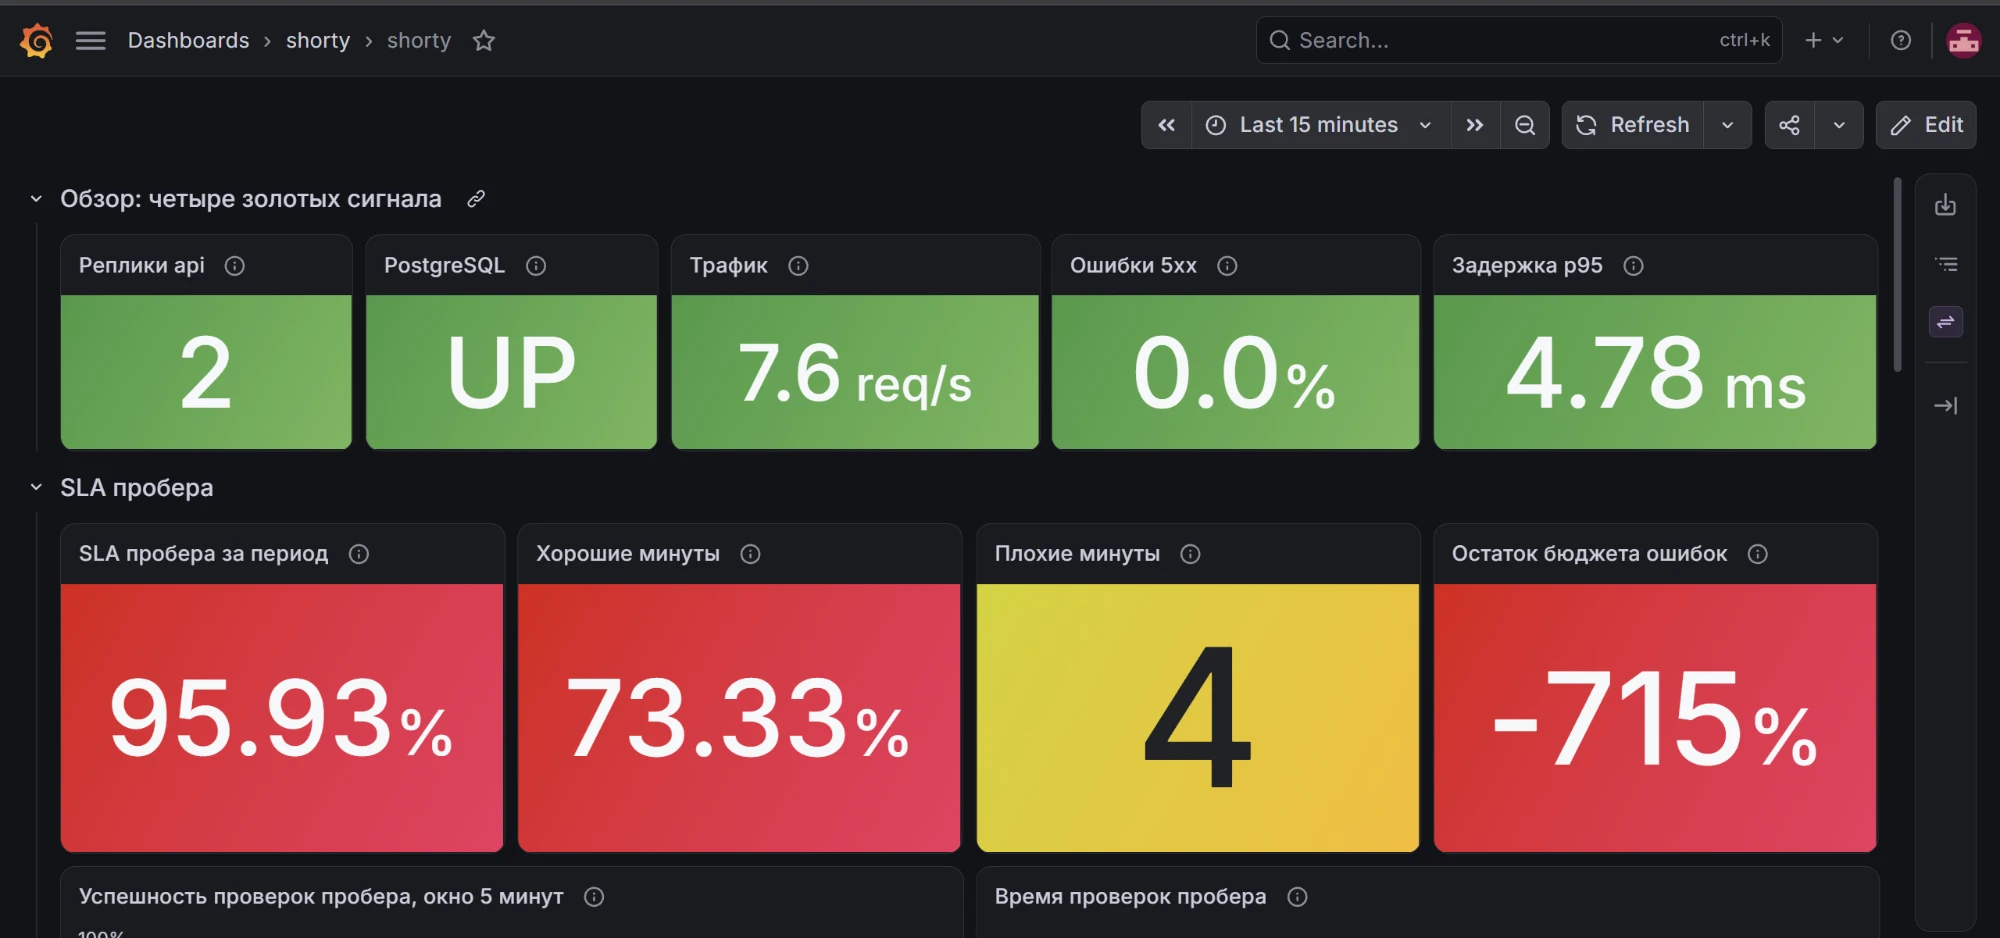 Dashboards › shorty › shorty
Search... ctrl+k
Last 15 minutes Refresh Edit
Обзор: четыре золотых сигнала
Реплики api PostgreSQL Трафик Ошибки 5xx Задержка p95
2 UP 7.6 req/s 0.0% 4.78 ms
SLA пробера
SLA пробера за период Хорошие минуты Плохие минуты Остаток бюджета ошибок
95.93% 73.33% 4 -715%
Успешность проверок пробера, окно 5 минут Время проверок пробера
100%